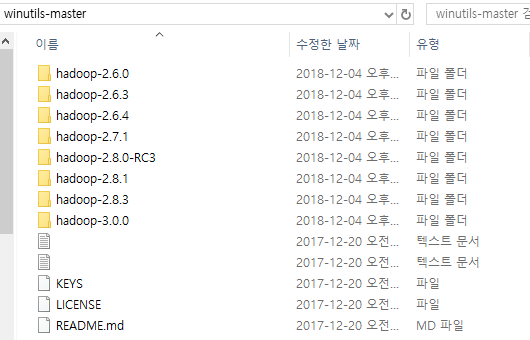 winutils-master
winutils-master 검
이름 수정한 날짜 유형
hadoop-2.6.0 2018-12-04 오후... 파일 폴더
hadoop-2.6.3 2018-12-04 오후... 파일 폴더
hadoop-2.6.4 2018-12-04 오후... 파일 폴더
hadoop-2.7.1 2018-12-04 오후... 파일 폴더
hadoop-2.8.0-RC3 2018-12-04 오후... 파일 폴더
hadoop-2.8.1 2018-12-04 오후... 파일 폴더
hadoop-2.8.3 2018-12-04 오후... 파일 폴더
hadoop-3.0.0 2018-12-04 오후... 파일 폴더
2017-12-20 오전... 텍스트 문서
2017-12-20 오전... 텍스트 문서
KEYS 2017-12-20 오전... 파일
LICENSE 2017-12-20 오전... 파일
README.md 2017-12-20 오전... MD 파일